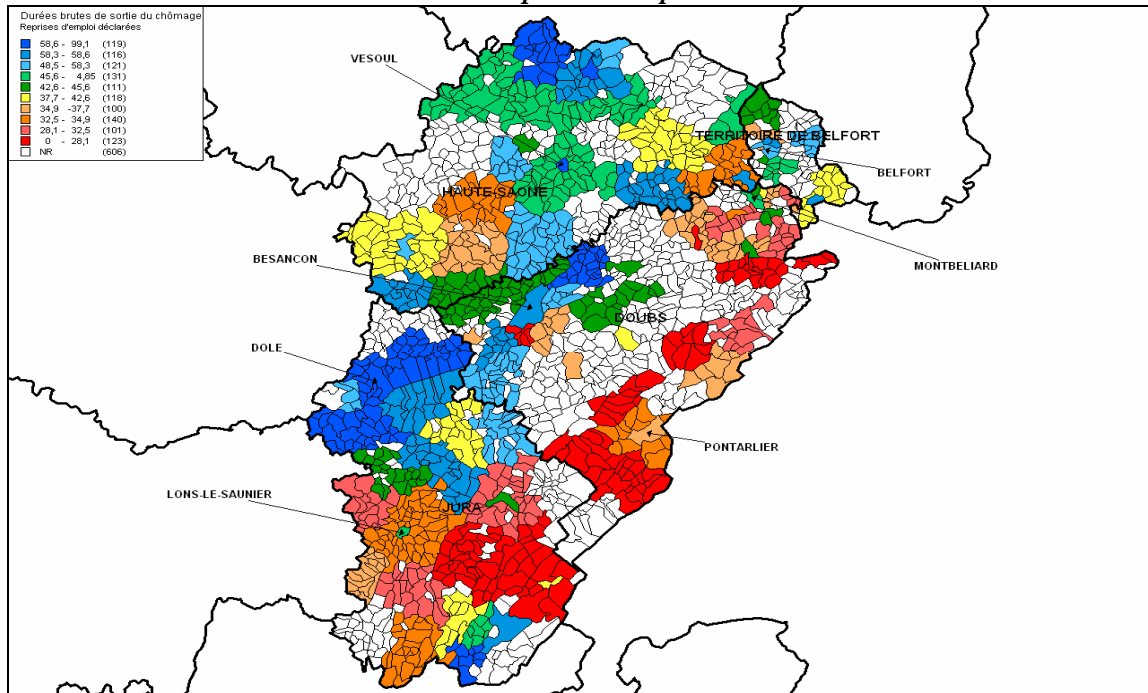 Durées brutes de sortie du chômage
Reprises d'emploi déclarées
58,6 - 99,1 (119)
58,3 - 58,6 (116)
48,5 - 58,3 (121)
45,6 - 4,85 (131)
42,6 - 45,6 (111)
37,7 - 42,6 (118)
34,9 -37,7 (100)
32,5 - 34,9 (140)
28,1 - 32,5 (101)
0 - 28,1 (123)
NR (606)
VESOUL
TERRITOIRE DE BELFORT
BELFORT
HAUTE-SAONE
BESANCON
MONTBELIARD
DOUBS
DOLE
PONTARLIER
LONS-LE-SAUNIER
JURA